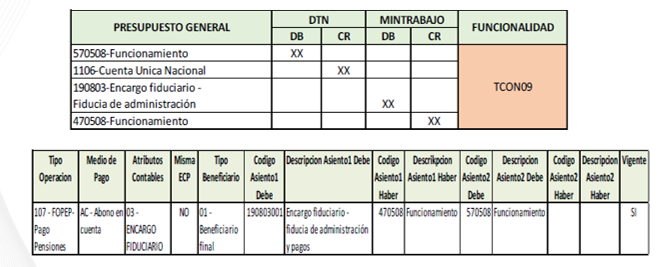 PRESUPUESTO GENERAL DTN MINTRABAJO FUNCIONALIDAD
DB CR DB CR
570508-Funcionamiento XX
1106-Cuenta Unica Nacional XX
190803-Encargo fiduciario -
Fiducia de administración XX
470508-Funcionamiento XX
TCON09
Tipo Medio de Atributos Misma Tipo Codigo Descripcion Asiento1 Debe Codigo Descrikpcion Codigo Descripcion Codigo Descripcion Vigente
Operacion Pago Contables ECP Beneficiario Asiento1 Asiento1 Asiento1 Haber Asiento2 Asiento2 Debe Asiento2 Asiento2
Debe Haber Debe Haber Haber
107 - FOPEP- AC - Abono en 03 - NO 01 - 190803001 Encargo fiduciario - 470508 Funcionamiento 570508 Funcionamiento SI
Pago cuenta ENCARGO Beneficiario fiducia de administración
Pensiones FIDUCIARIO final y pagos